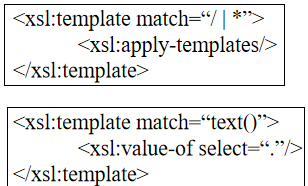 <xsl:template match=“/ | *”>
<xsl:apply-templates/>
</xsl:template>
<xsl:template match=“text()”>
<xsl:value-of select=“.”/>
</xsl:template>